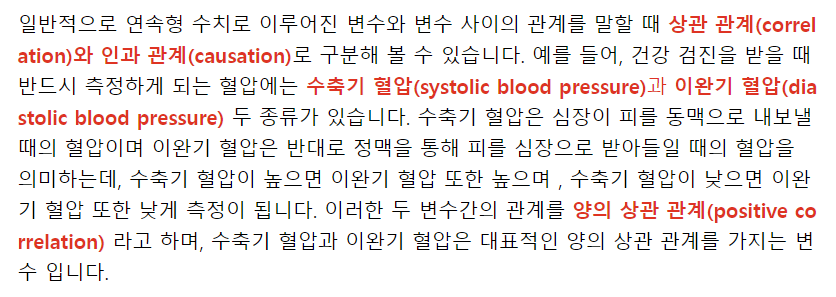 일반적으로 연속형 수치로 이루어진 변수와 변수 사이의 관계를 말할 때 상관 관계(correl
ation)와 인과 관계(causation)로 구분해 볼 수 있습니다. 예를 들어, 건강 검진을 받을 때
반드시 측정하게 되는 혈압에는 수축기 혈압(systolic blood pressure)과 이완기 혈압(dia
stolic blood pressure) 두 종류가 있습니다. 수축기 혈압은 심장이 피를 동맥으로 내보낼
때의 혈압이며 이완기 혈압은 반대로 정맥을 통해 피를 심장으로 받아들일 때의 혈압을
의미하는데, 수축기 혈압이 높으면 이완기 혈압 또한 높으며 , 수축기 혈압이 낮으면 이완
기 혈압 또한 낮게 측정이 됩니다. 이러한 두 변수간의 관계를 양의 상관 관계(positive co
rrelation) 라고 하며, 수축기 혈압과 이완기 혈압은 대표적인 양의 상관 관계를 가지는 변
수 입니다.